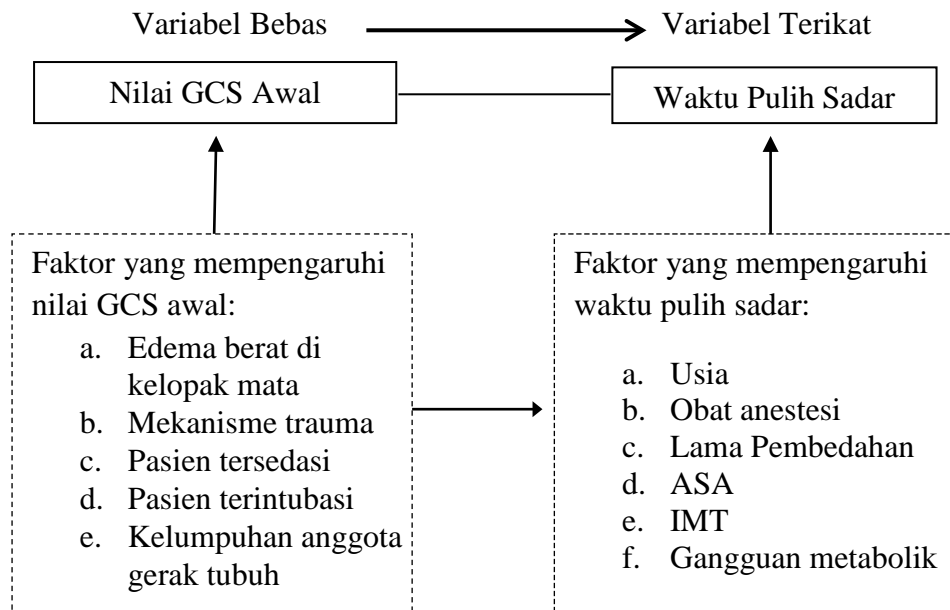 Variabel Bebas
Variabel Terikat
Nilai GCS Awal
Waktu Pulih Sadar
Faktor yang mempengaruhi
nilai GCS awal:
a. Edema berat di
kelopak mata
b. Mekanisme trauma
c. Pasien tersedasi
d. Pasien terintubasi
e. Kelumpuhan anggota
gerak tubuh
Faktor yang mempengaruhi
waktu pulih sadar:
a. Usia
b. Obat anestesi
c. Lama Pembedahan
d. ASA
e. IMT
f. Gangguan metabolik